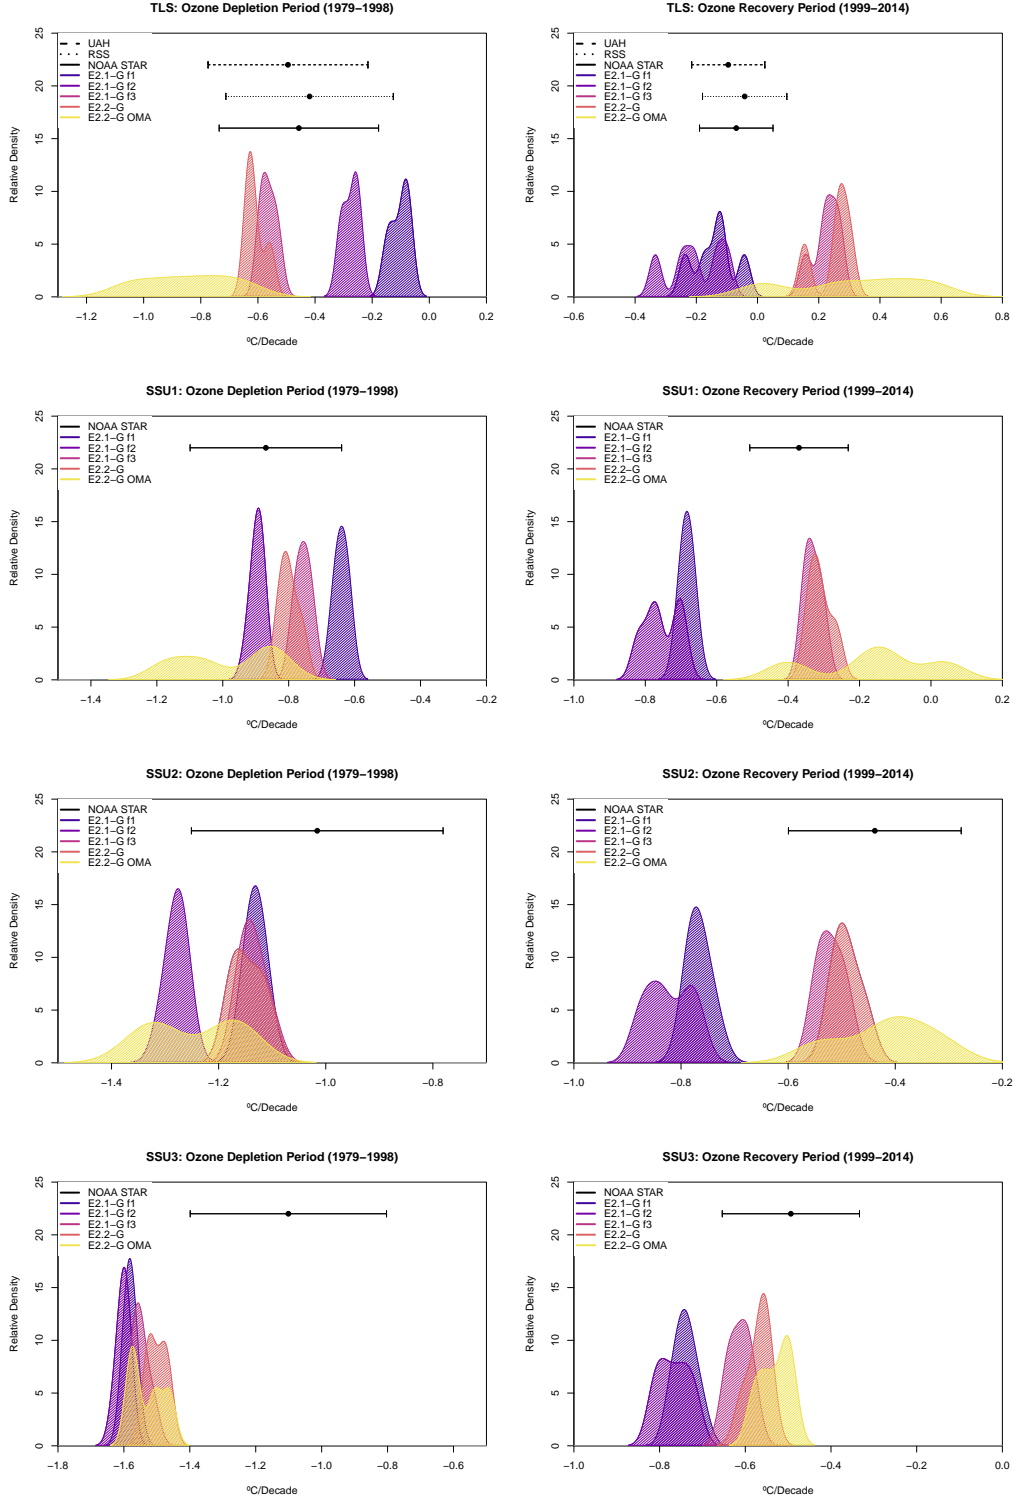 TLS: Ozone Depletion Period (1979−1998)
25
20
15
10
5
0
Relative Density
UAH
RSS
NOAA STAR
E2.1−G f1
E2.1−G f2
E2.1−G f3
E2.2−G
E2.2−G OMA
−1.2 −1.0 −0.8 −0.6 −0.4 −0.2 0.0 0.2
ºC/Decade
TLS: Ozone Recovery Period (1999−2014)
25
20
15
10
5
0
Relative Density
UAH
RSS
NOAA STAR
E2.1−G f1
E2.1−G f2
E2.1−G f3
E2.2−G
E2.2−G OMA
−0.6 −0.4 −0.2 0.0 0.2 0.4 0.6 0.8
ºC/Decade
SSU1: Ozone Depletion Period (1979−1998)
25
20
15
10
5
0
Relative Density
NOAA STAR
E2.1−G f1
E2.1−G f2
E2.1−G f3
E2.2−G
E2.2−G OMA
−1.4 −1.2 −1.0 −0.8 −0.6 −0.4 −0.2
ºC/Decade
SSU1: Ozone Recovery Period (1999−2014)
25
20
15
10
5
0
Relative Density
NOAA STAR
E2.1−G f1
E2.1−G f2
E2.1−G f3
E2.2−G
E2.2−G OMA
−1.0 −0.8 −0.6 −0.4 −0.2 0.0 0.2
ºC/Decade
SSU2: Ozone Depletion Period (1979−1998)
25
20
15
10
5
0
Relative Density
NOAA STAR
E2.1−G f1
E2.1−G f2
E2.1−G f3
E2.2−G
E2.2−G OMA
−1.4 −1.2 −1.0 −0.8
ºC/Decade
SSU2: Ozone Recovery Period (1999−2014)
25
20
15
10
5
0
Relative Density
NOAA STAR
E2.1−G f1
E2.1−G f2
E2.1−G f3
E2.2−G
E2.2−G OMA
−1.0 −0.8 −0.6 −0.4 −0.2
ºC/Decade
SSU3: Ozone Depletion Period (1979−1998)
25
20
15
10
5
0
Relative Density
NOAA STAR
E2.1−G f1
E2.1−G f2
E2.1−G f3
E2.2−G
E2.2−G OMA
−1.8 −1.6 −1.4 −1.2 −1.0 −0.8 −0.6
ºC/Decade
SSU3: Ozone Recovery Period (1999−2014)
25
20
15
10
5
0
Relative Density
NOAA STAR
E2.1−G f1
E2.1−G f2
E2.1−G f3
E2.2−G
E2.2−G OMA
−1.0 −0.8 −0.6 −0.4 −0.2 0.0
ºC/Decade